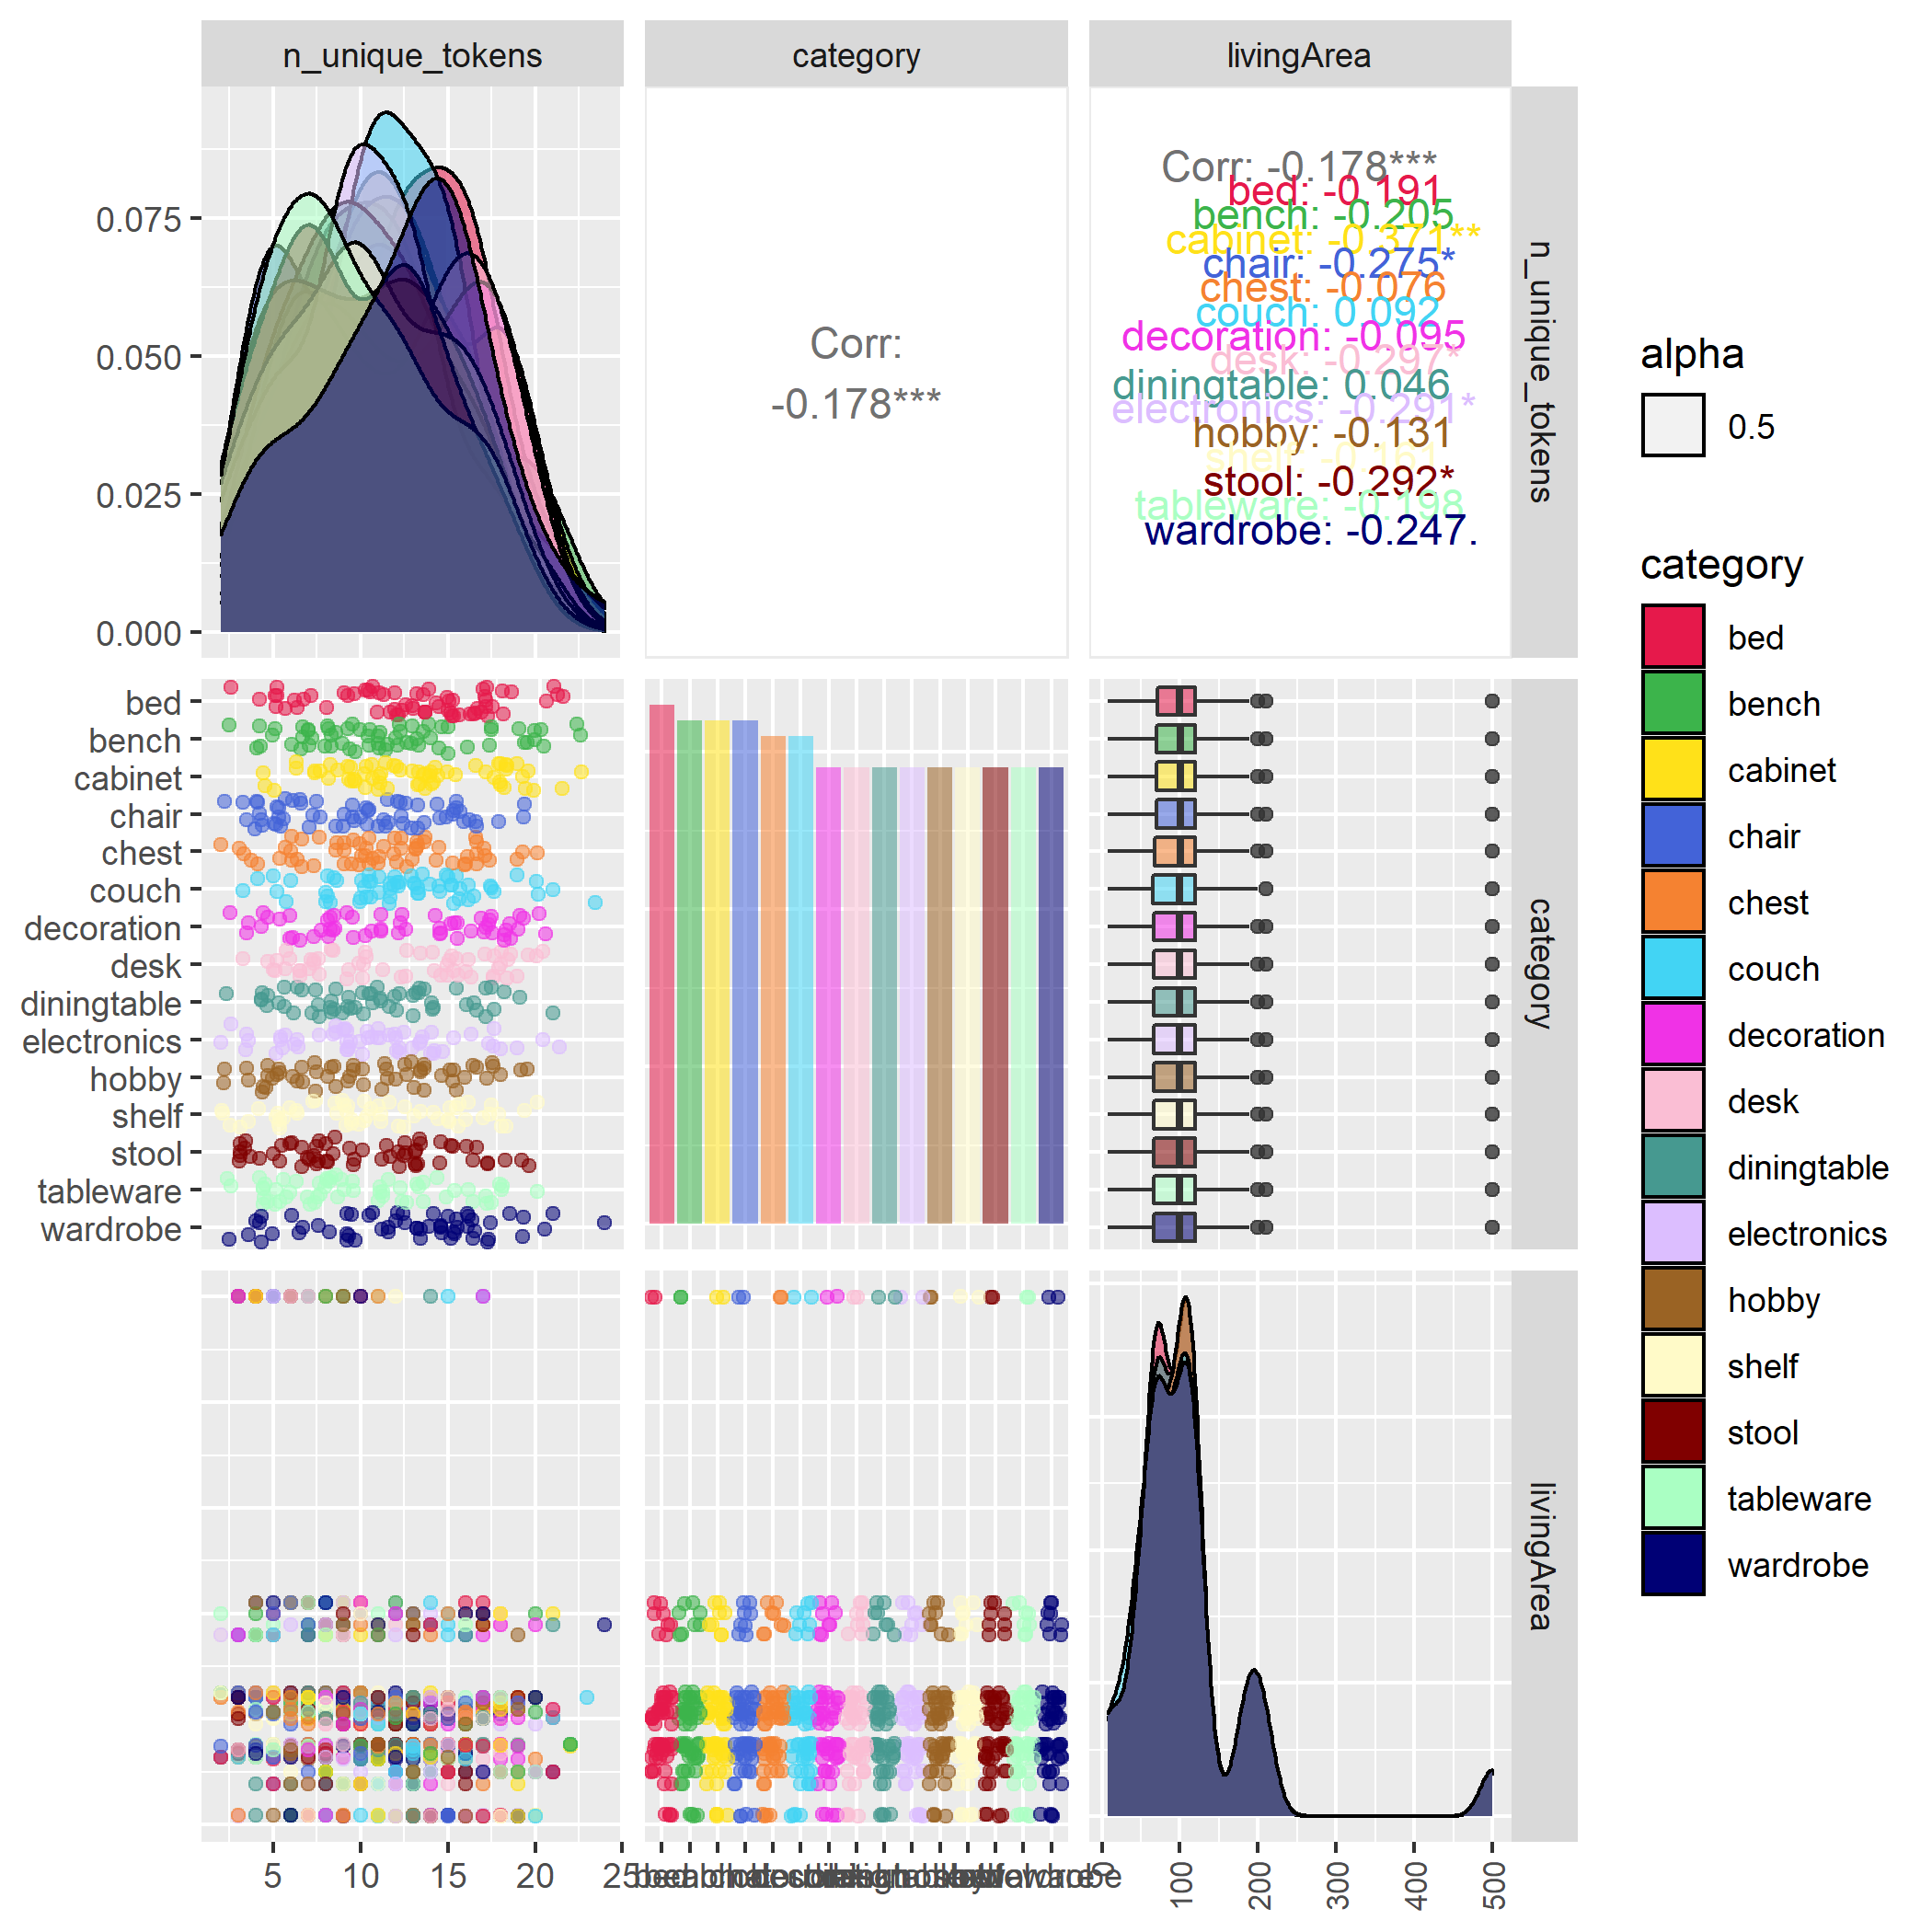 n_unique_tokens
category
livingArea
Corr: -0.178***
bed: -0.191
bench: -0.205
cabinet: -0.371**
chair: -0.275*
chest: -0.076
couch: 0.092
decoration: -0.095
desk: -0.297*
diningtable: 0.046
electronics: -0.291*
hobby: -0.131
shelf: -0.161
stool: -0.292*
tableware: -0.198
wardrobe: -0.247.
Corr:
-0.178***
n_unique_tokens
0.075
0.050
0.025
0.000
bed
bench
cabinet
chair
chest
couch
decoration
desk
diningtable
electronics
hobby
shelf
stool
tableware
wardrobe
category
livingArea
5
10
15
20
25
0
100
200
300
400
500
alpha
0.5
category
bed
bench
cabinet
chair
chest
couch
decoration
desk
diningtable
electronics
hobby
shelf
stool
tableware
wardrobe